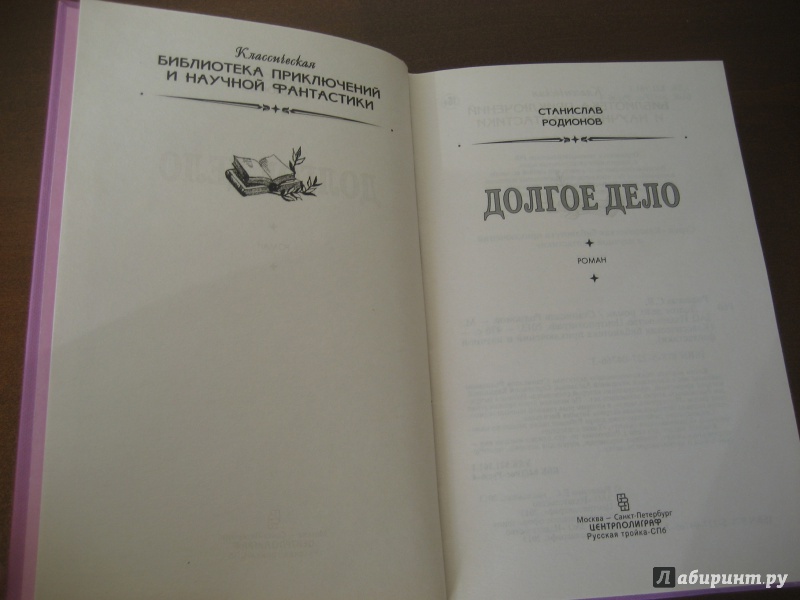 Классическая
БИБЛИОТЕКА ПРИКЛЮЧЕНИЙ
И НАУЧНОЙ ФАНТАСТИКИ
СТАНИСЛАВ
РОДИОНОВ
ДОЛГОЕ ДЕЛО
РОМАН
Москва — Санкт-Петербург
ЦЕНТРПОЛИГРАФ
Русская тройка-СПб
Лабиринт.ру